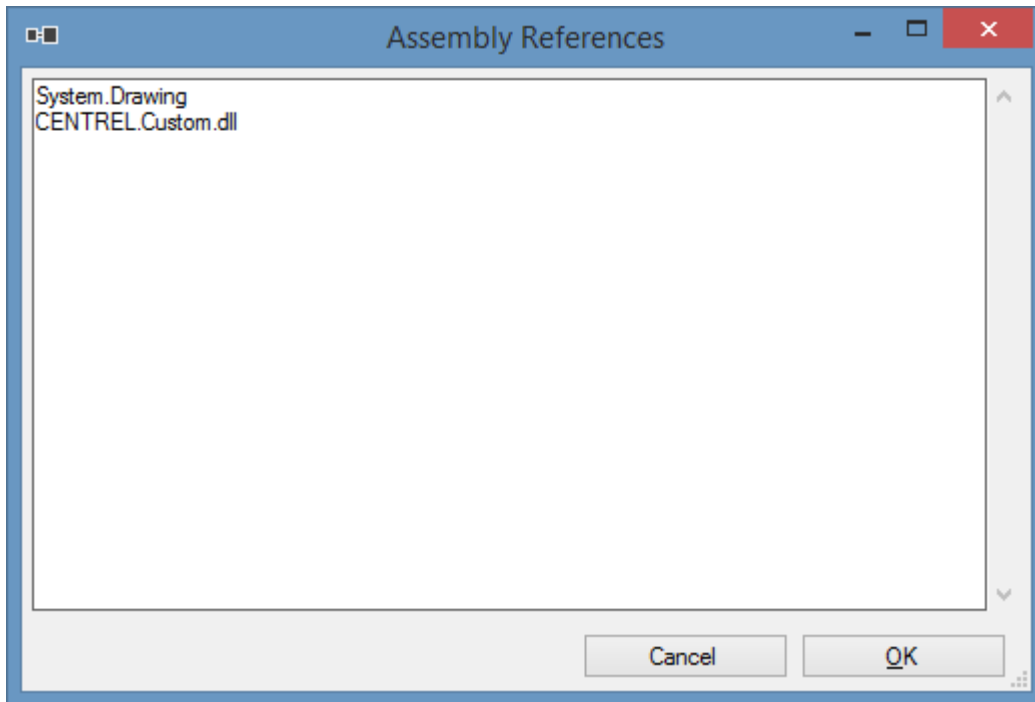 Assembly References
System.Drawing
CENTREL.Custom.dll
Cancel
OK